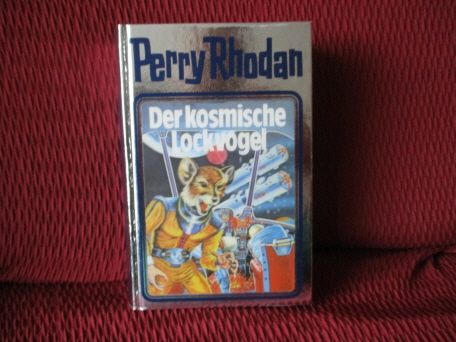 Perry Rhodan
Der kosmische
Lockvogel